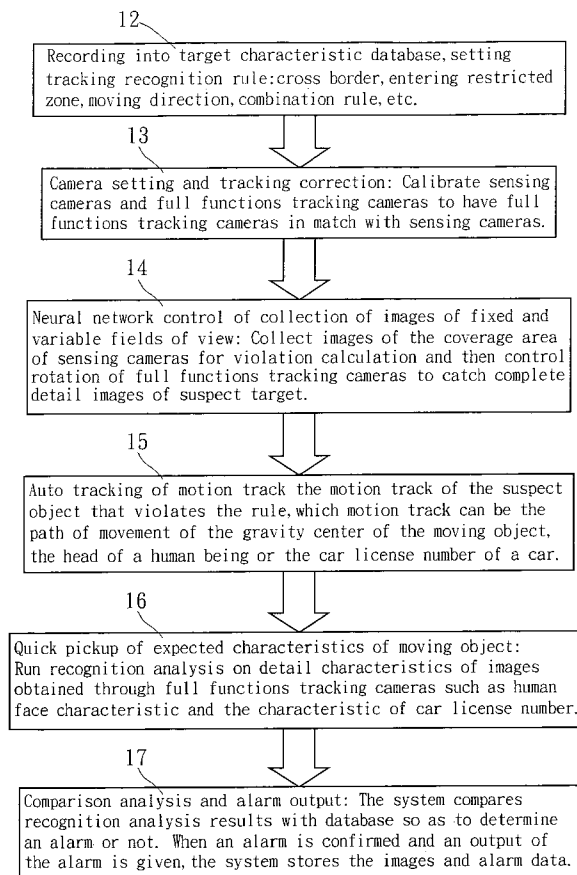 12
Recording into target characteristic database, setting
tracking recognition rule:cross border, entering restricted
zone, moving direction, combination rule, etc.
13
Camera setting and tracking correction: Calibrate sensing
cameras and full functions tracking cameras to have full
functions tracking cameras in match with sensing cameras.
14
Neural network control of collection of images of fixed and
variable fields of view: Collect images of the coverage area
of sensing cameras for violation calculation and then control
rotation of full functions tracking cameras to catch complete
detail images of suspect target.
15
Auto tracking of motion track the motion track of the suspect
object that violates the rule, which motion track can be the
path of movement of the gravity center of the moving object,
the head of a human being or the car license number of a car.
16
Quick pickup of expected characteristics of moving object:
Run recognition analysis on detail characteristics of images
obtained through full functions tracking cameras such as human
face characteristic and the characteristic of car license number.
17
Comparison analysis and alarm output: The system compares
recognition analysis results with database so as to determine
an alarm or not. When an alarm is confirmed and an output of
the alarm is given, the system stores the images and alarm data.